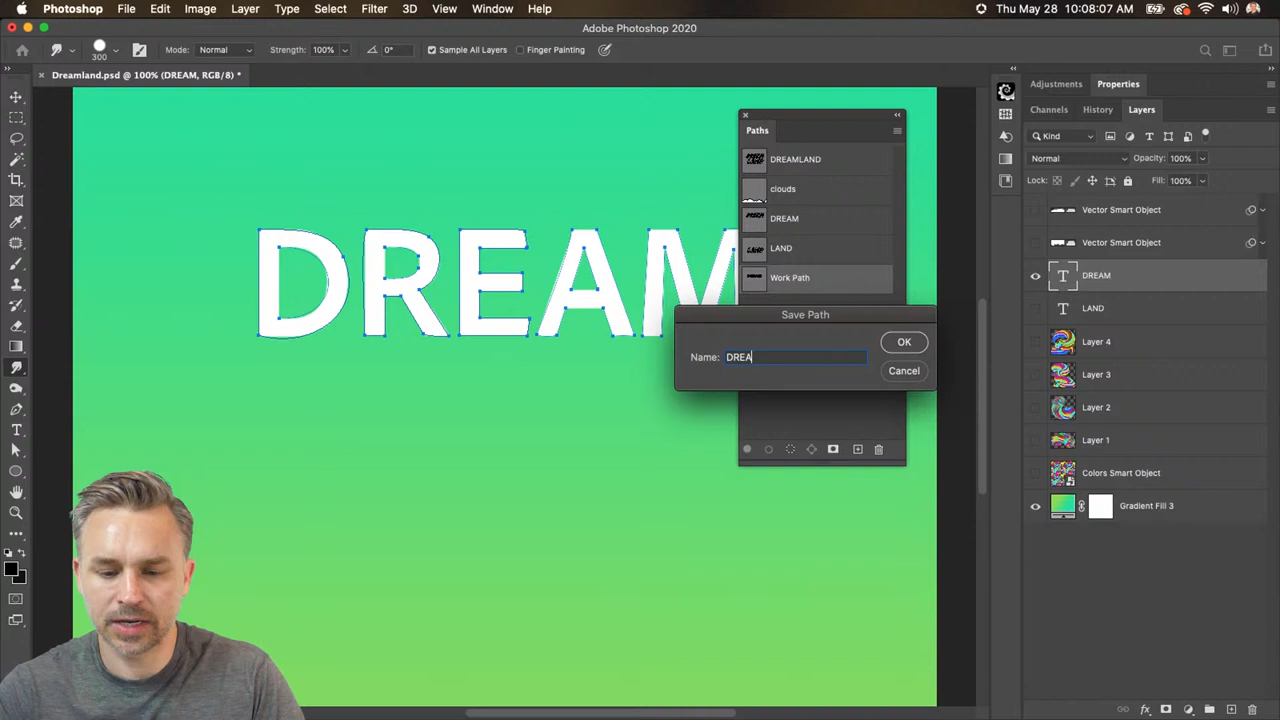 Photoshop File Edit Image Layer Type Select Filter 3D View Window Help Thu May 28 10:08:07 AM
Adobe Photoshop 2020
300 Mode: Normal Strength: 100% 0° Sample All Layers Finger Painting
Dreamland.psd @ 100% (DREAM, RGB/8) *
Adjustments Properties
Channels History Layers
Kind
Normal Opacity: 100%
Lock: Fill: 100%
Vector Smart Object
Vector Smart Object
DREAM
LAND
Layer 4
Layer 3
Layer 2
Layer 1
Colors Smart Object
Gradient Fill 3
Paths
DREAMLAND
clouds
DREAM
LAND
Work Path
DREAM
Save Path
Name: DREA
OK
Cancel